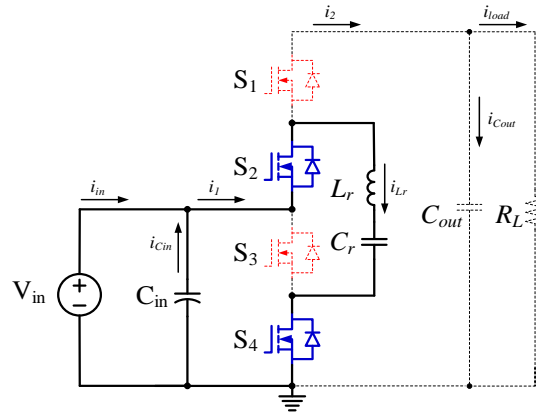 i2 iload
S1
iCout
S2
Lr iLr
iin i1
Cout RL
iCin
S3 Cr
Vin Cin
S4